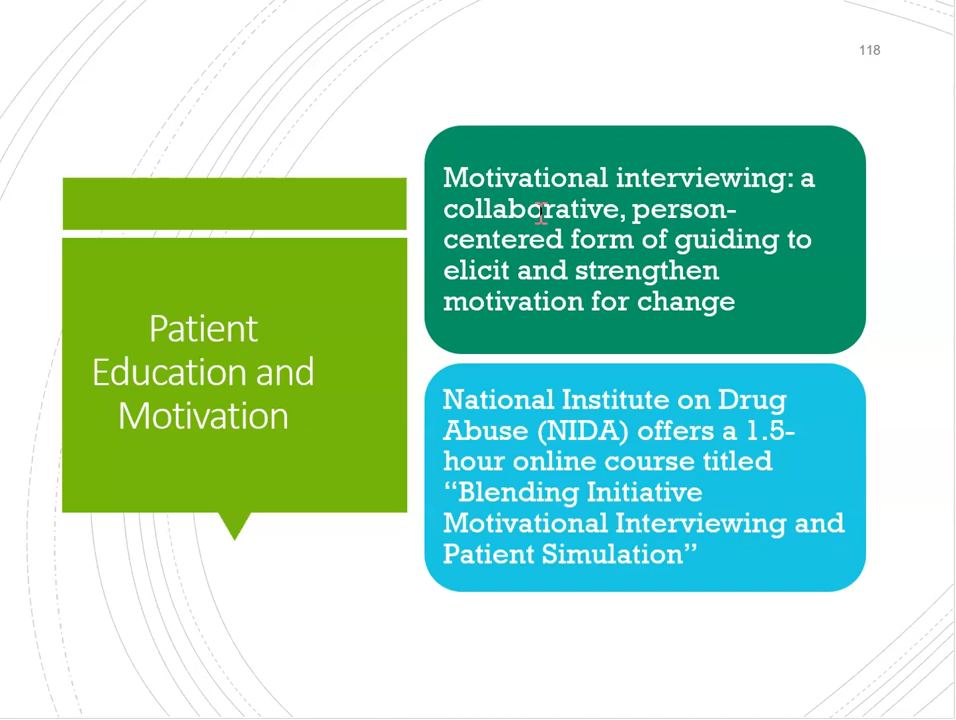 118
Patient
Education and
Motivation
Motivational interviewing: a
collaborative, person-
centered form of guiding to
elicit and strengthen
motivation for change
National Institute on Drug
Abuse (NIDA) offers a 1.5-
hour online course titled
“Blending Initiative
Motivational Interviewing and
Patient Simulation”